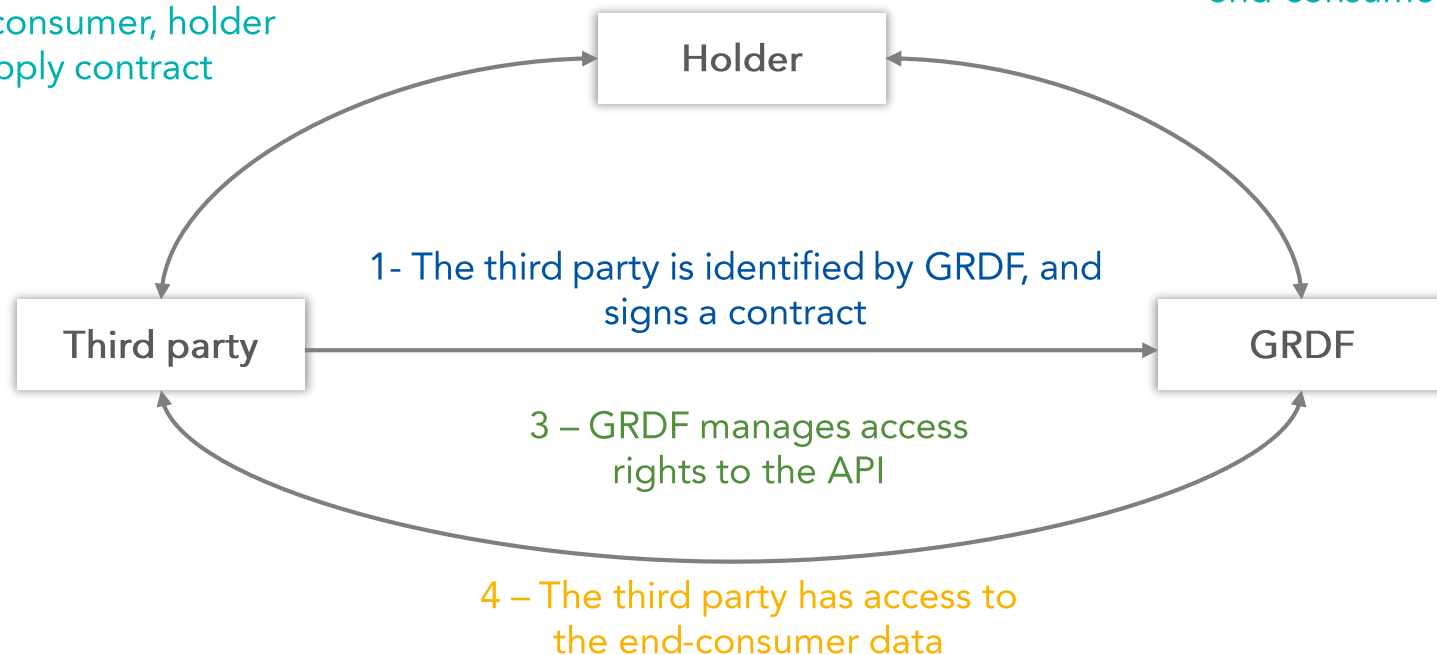 consumer, holder
Holder
contract
1- The third party is identified by GRDF, and
signs a contract
Third party
GRDF
3 – GRDF manages access
rights to the API
4 – The third party has access to
the end-consumer data